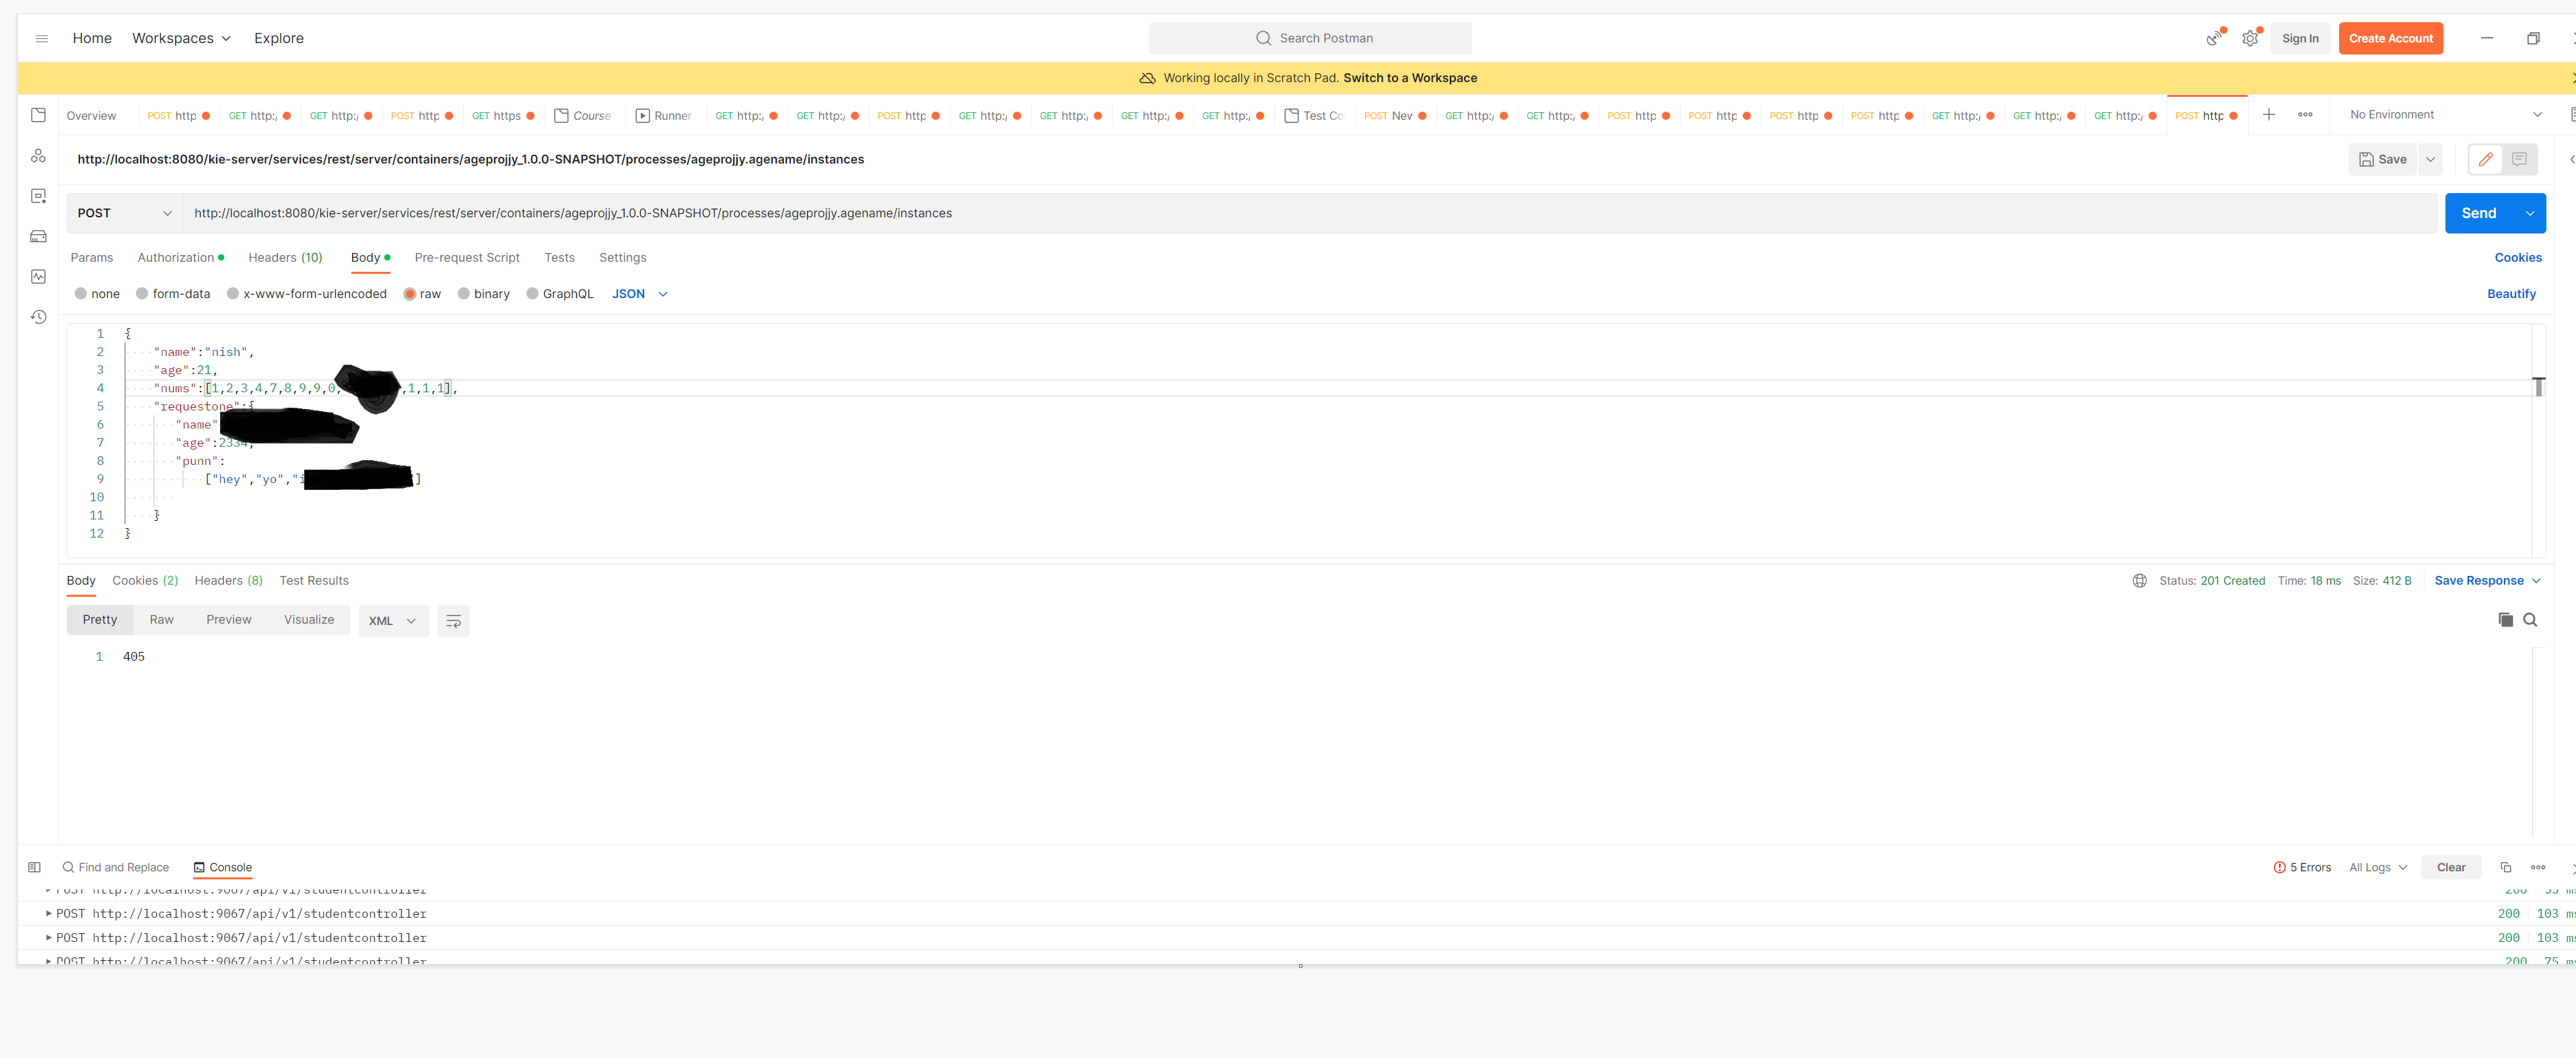 Home Workspaces Explore Search Postman Sign In Create Account
Working locally in Scratch Pad. Switch to a Workspace
Overview POST http GET http:/ GET http:/ POST http GET https Course Runner GET http:/ GET http:/ POST http GET http:/ GET http:/ GET http:/ GET http:/ Test Co POST New GET http:/ GET http:/ POST http POST http POST http POST http GET http:/ GET http:/ GET http:/ POST http No Environment
http://localhost:8080/kie-server/services/rest/server/containers/ageprojjy_1.0.0-SNAPSHOT/processes/ageprojjy.agename/instances Save
POST http://localhost:8080/kie-server/services/rest/server/containers/ageprojjy_1.0.0-SNAPSHOT/processes/ageprojjy.agename/instances Send
Params Authorization Headers (10) Body Pre-request Script Tests Settings Cookies
none form-data x-www-form-urlencoded raw binary GraphQL JSON Beautify
1 {
2 "name":"nish",
3 "age":21,
4 "nums":[1,2,3,4,7,8,9,9,0, ,1,1,1],
5 "requestone":{
6 "name"
7 "age":2334,
8 "punn":
9 ["hey","yo","i ]
10
11 }
12 }
Body Cookies (2) Headers (8) Test Results Status: 201 Created Time: 18 ms Size: 412 B Save Response
Pretty Raw Preview Visualize XML
1 405
Find and Replace Console 5 Errors All Logs Clear
POST http://localhost:9067/api/v1/studentcontroller 200
POST http://localhost:9067/api/v1/studentcontroller 200 103 ms
POST http://localhost:9067/api/v1/studentcontroller 200 103 ms
POST http://localhost:9067/api/v1/studentcontroller 200 75 ms